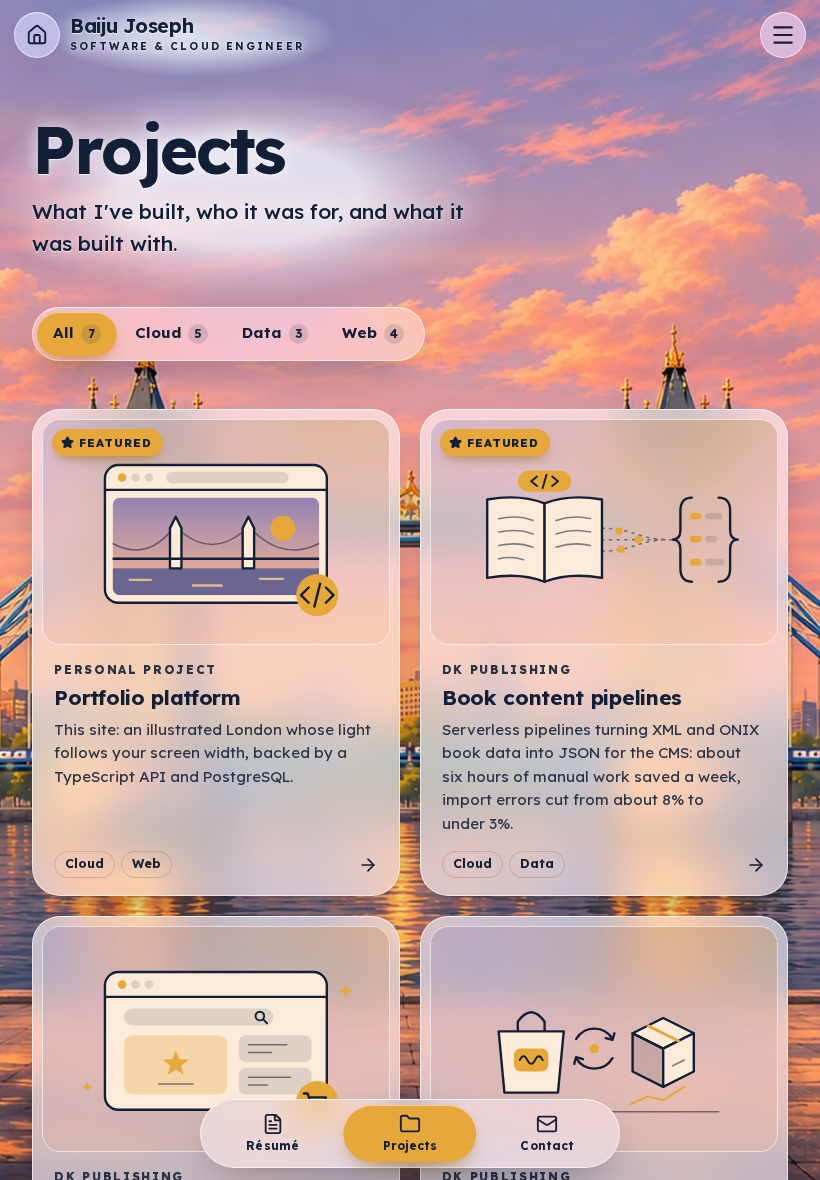 Baiju Joseph
SOFTWARE & CLOUD ENGINEER
Projects
What I've built, who it was for, and what it
was built with.
All 7 Cloud 5 Data 3 Web 4
FEATURED
</>
PERSONAL PROJECT
Portfolio platform
This site: an illustrated London whose light
follows your screen width, backed by a
TypeScript API and PostgreSQL.
Cloud Web
FEATURED
</>
DK PUBLISHING
Book content pipelines
Serverless pipelines turning XML and ONIX
book data into JSON for the CMS: about
six hours of manual work saved a week,
import errors cut from about 8% to
under 3%.
Cloud Data
DK PUBLISHING
DK PUBLISHING
Résumé
Projects
Contact